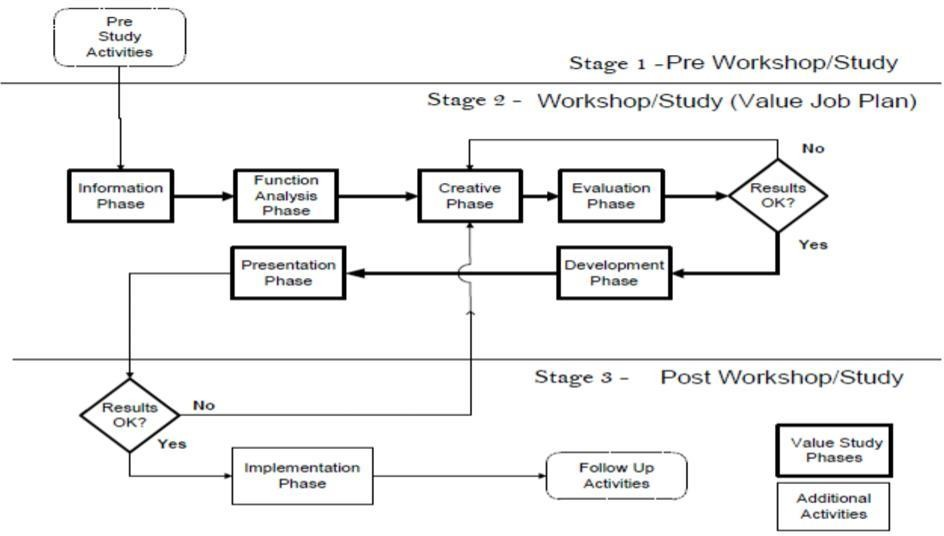 Pre
Study
Activities
Stage 1 - Pre Workshop/Study
Stage 2 - Workshop/Study (Value Job Plan)
No
Information
Phase
Function
Analysis
Phase
Creative
Phase
Evaluation
Phase
Results
OK?
Yes
Presentation
Phase
Development
Phase
Stage 3 - Post Workshop/Study
Results
OK?
No
Yes
Implementation
Phase
Follow Up
Activities
Value Study
Phases
Additional
Activities